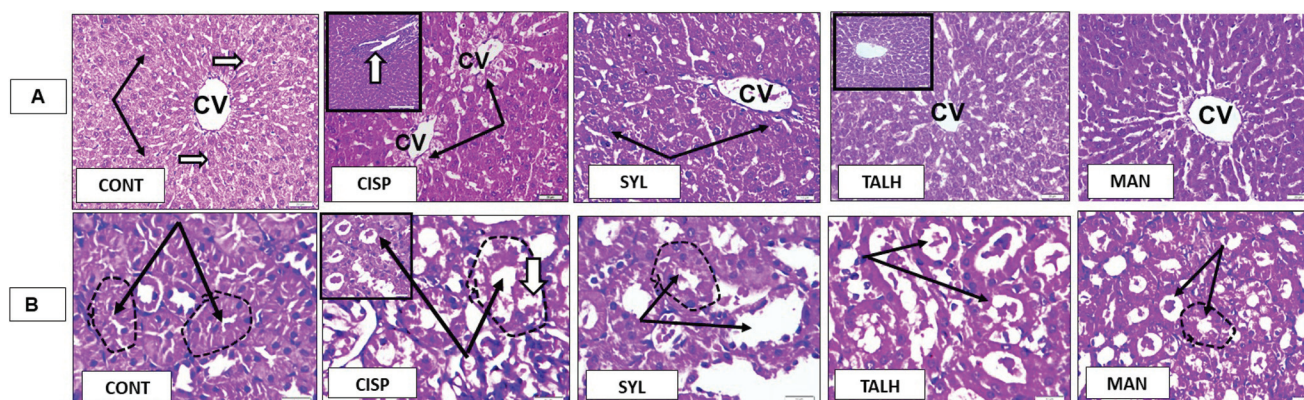 A
CV
CONT
CV
CV
CISP
CV
SYL
CV
TALH
CV
MAN
B
CONT
CISP
SYL
TALH
MAN